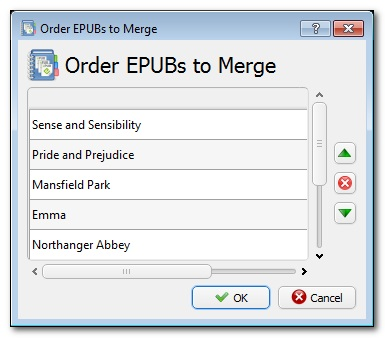 Order EPUBs to Merge
Order EPUBs to Merge
Sense and Sensibility
Pride and Prejudice
Mansfield Park
Emma
Northanger Abbey
OK
Cancel